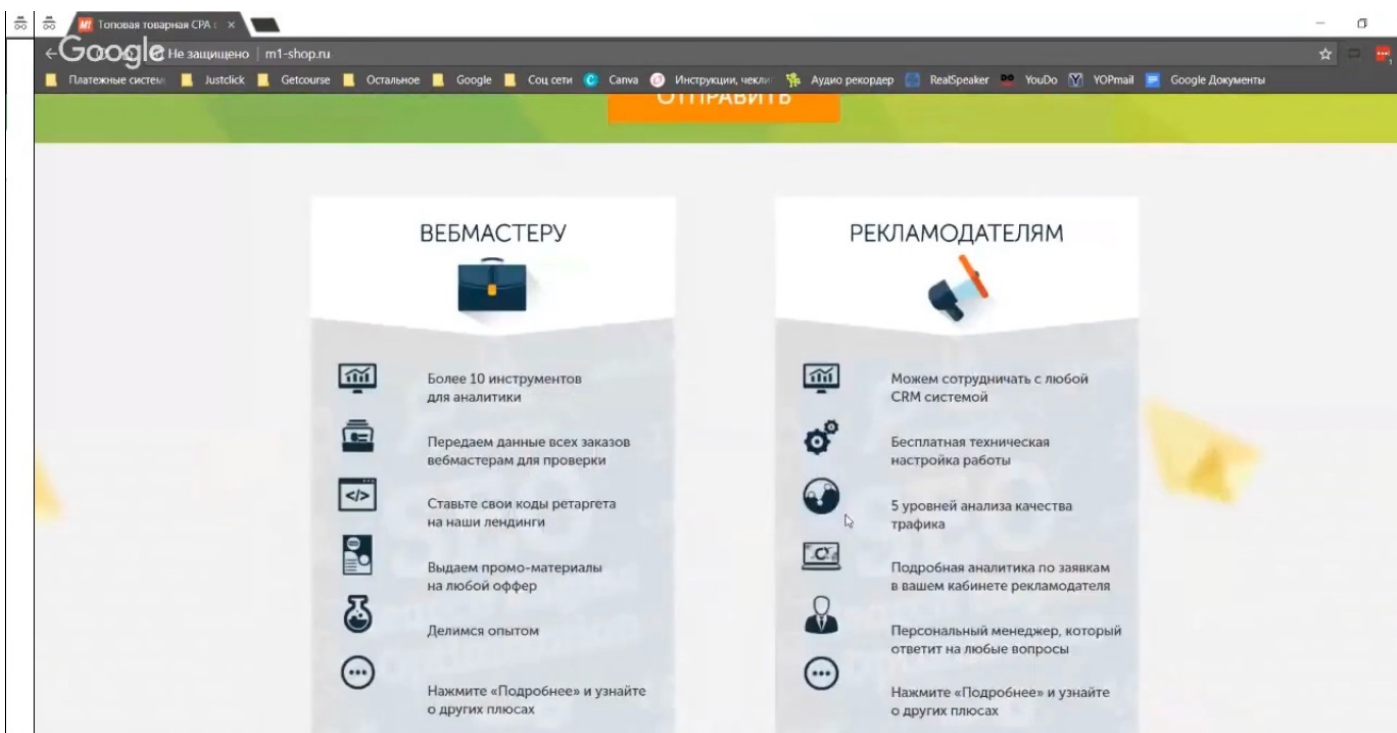 Топовая товарная CPA с
Google
Не защищено | m1-shop.ru
Платежные систем Justclick Getcourse Остальное Google Соц сети Canva Инструкции, чекли Аудио рекордер RealSpeaker YouDo YOPmail Google Документы
ОТПРАВИТЬ
ВЕБМАСТЕРУ
Более 10 инструментов
для аналитики
Передаем данные всех заказов
вебмастерам для проверки
Ставьте свои коды ретаргета
на наши лендинги
Выдаем промо-материалы
на любой оффер
Делимся опытом
Нажмите «Подробнее» и узнайте
о других плюсах
РЕКЛАМОДАТЕЛЯМ
Можем сотрудничать с любой
CRM системой
Бесплатная техническая
настройка работы
5 уровней анализа качества
трафика
Подробная аналитика по заявкам
в вашем кабинете рекламодателя
Персональный менеджер, который
ответит на любые вопросы
Нажмите «Подробнее» и узнайте
о других плюсах